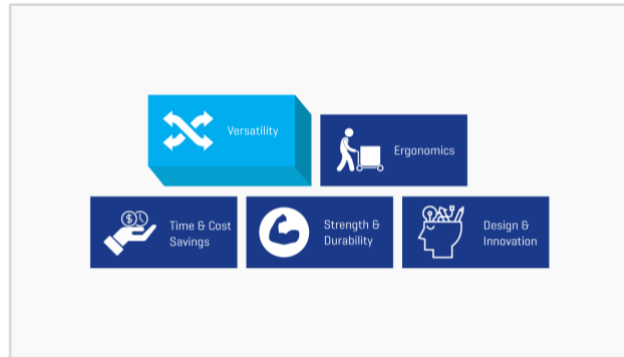 Versatility
Ergonomics
Time & Cost
Savings
Strength &
Durability
Design &
Innovation